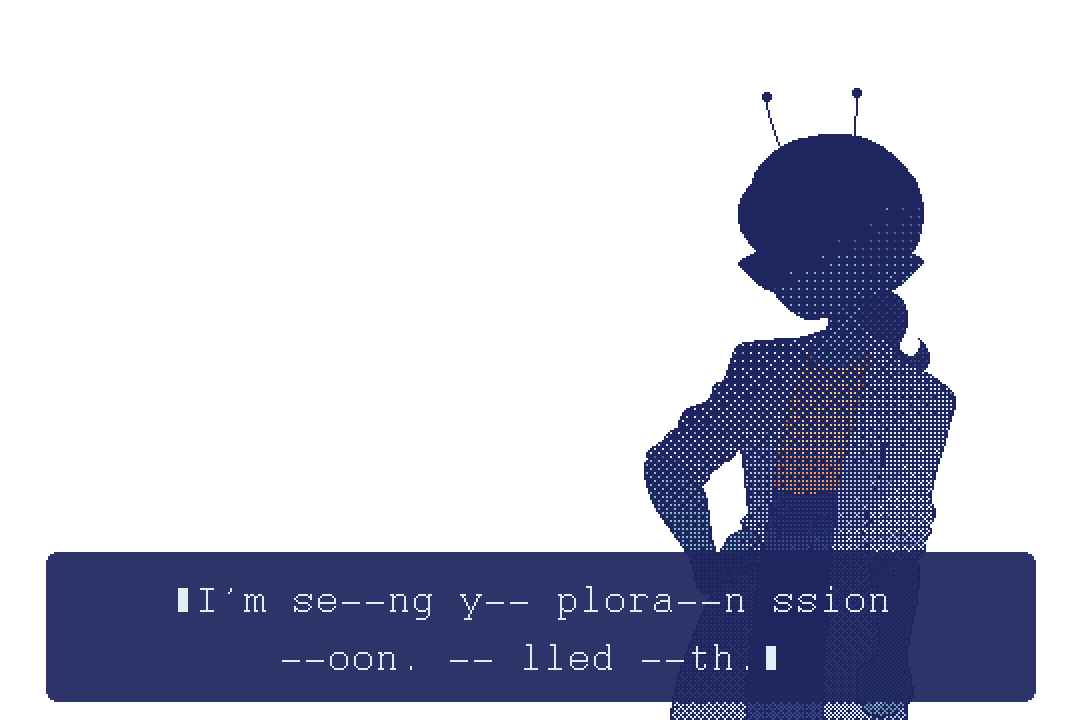 ▮I'm se––ng y–– plora––n ssion
––oon. –– lled ––th.▮